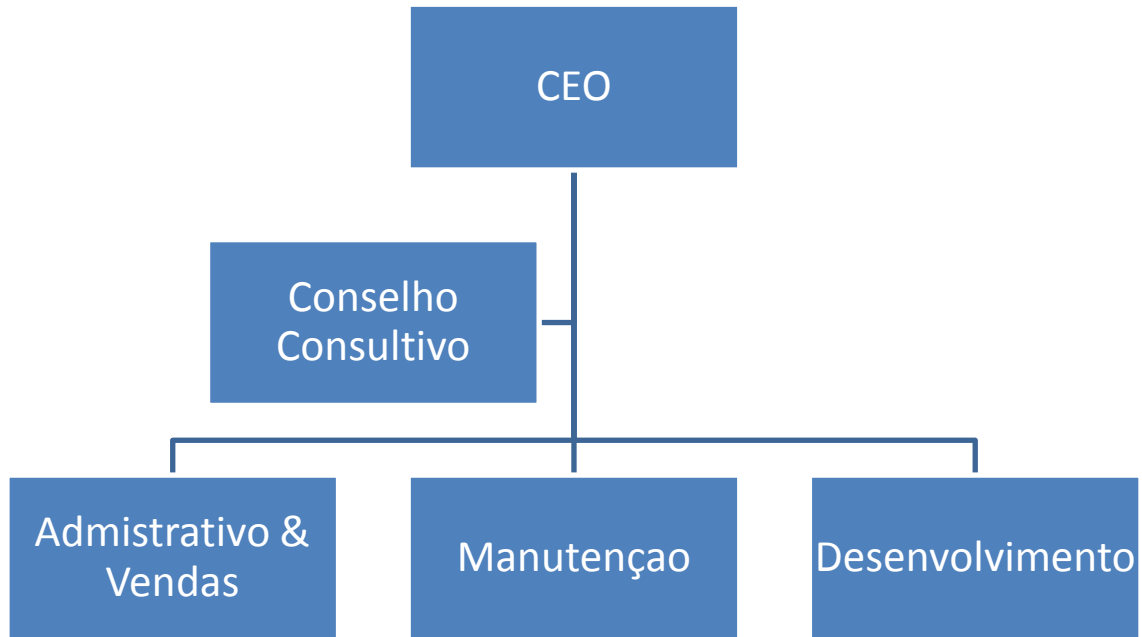 CEO
Conselho
Consultivo
Admistrativo &
Vendas
Manutençao
Desenvolvimento